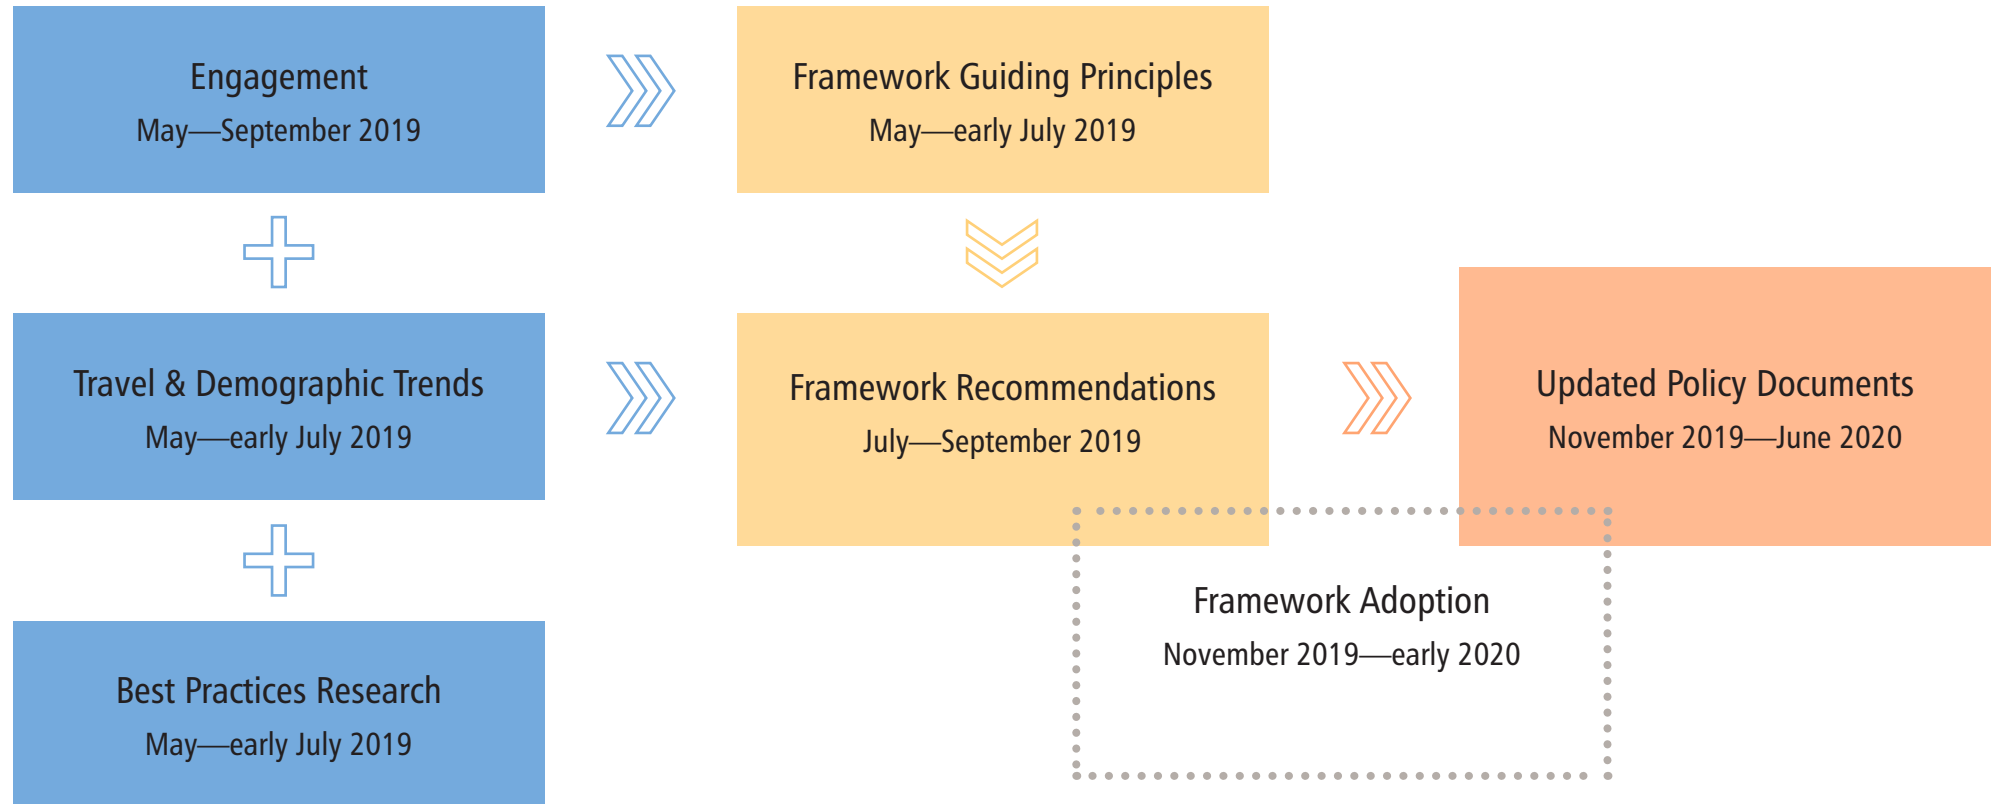 Engagement
May—September 2019
Framework Guiding Principles
May—early July 2019
Travel & Demographic Trends
May—early July 2019
Framework Recommendations
July—September 2019
Updated Policy Documents
November 2019—June 2020
Framework Adoption
November 2019—early 2020
Best Practices Research
May—early July 2019